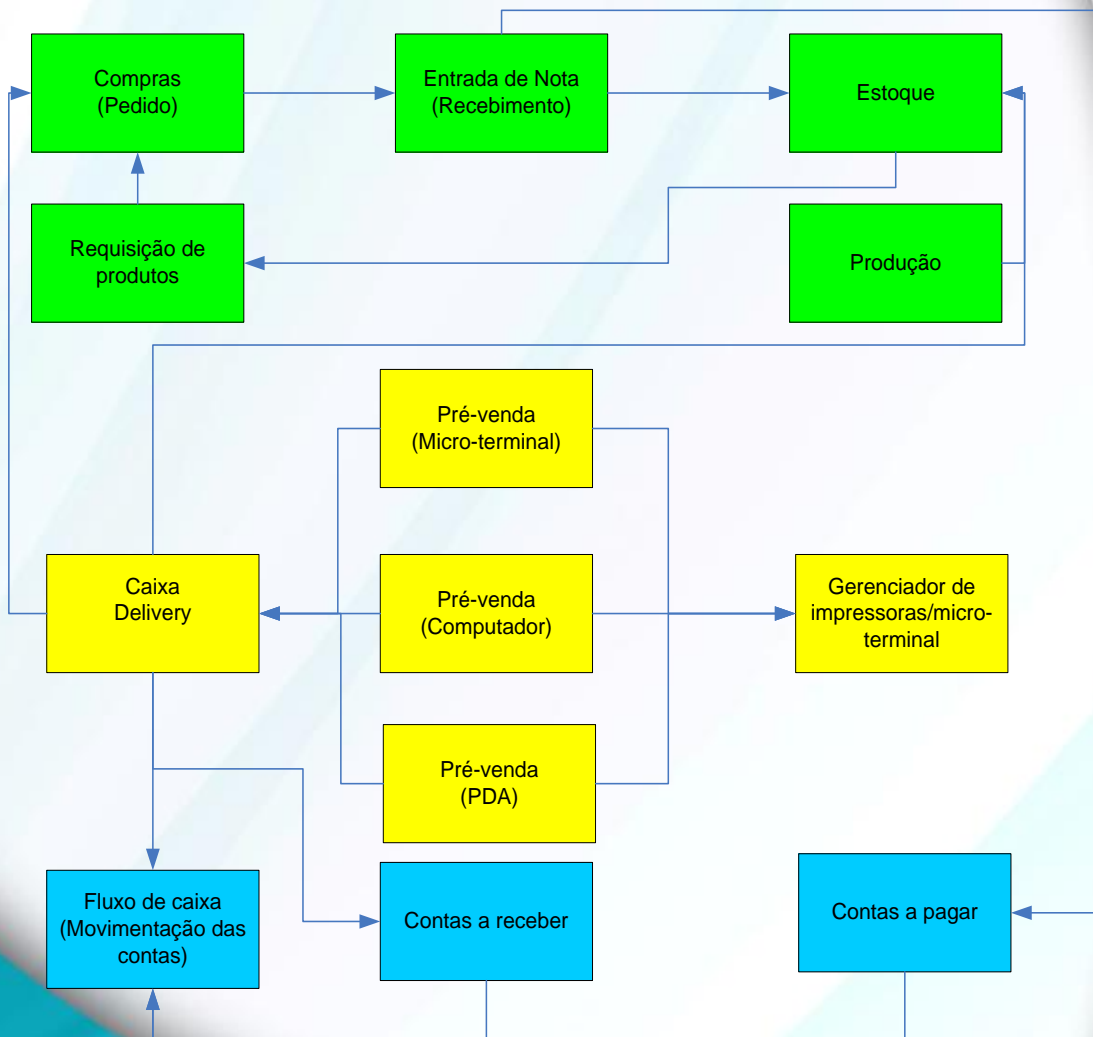 Compras
(Pedido)
Entrada de Nota
(Recebimento)
Estoque
Requisição de
produtos
Produção
Pré-venda
(Micro-terminal)
Caixa
Delivery
Pré-venda
(Computador)
Gerenciador de
impressoras/micro-
terminal
Pré-venda
(PDA)
Fluxo de caixa
(Movimentação das
contas)
Contas a receber
Contas a pagar